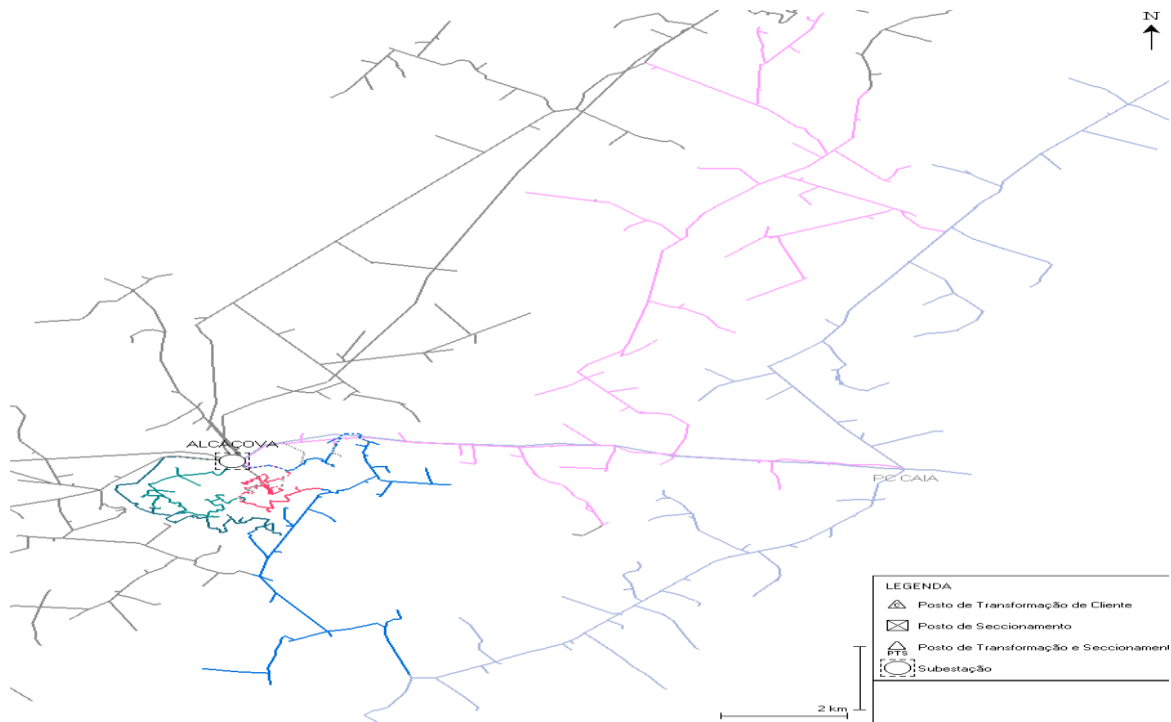 N
ALCAÇOVA
PC CAIA
LEGENDA
Posto de Transformação de Cliente
Posto de Seccionamento
PTS
Posto de Transformação e Seccionament
Subestação
2 km